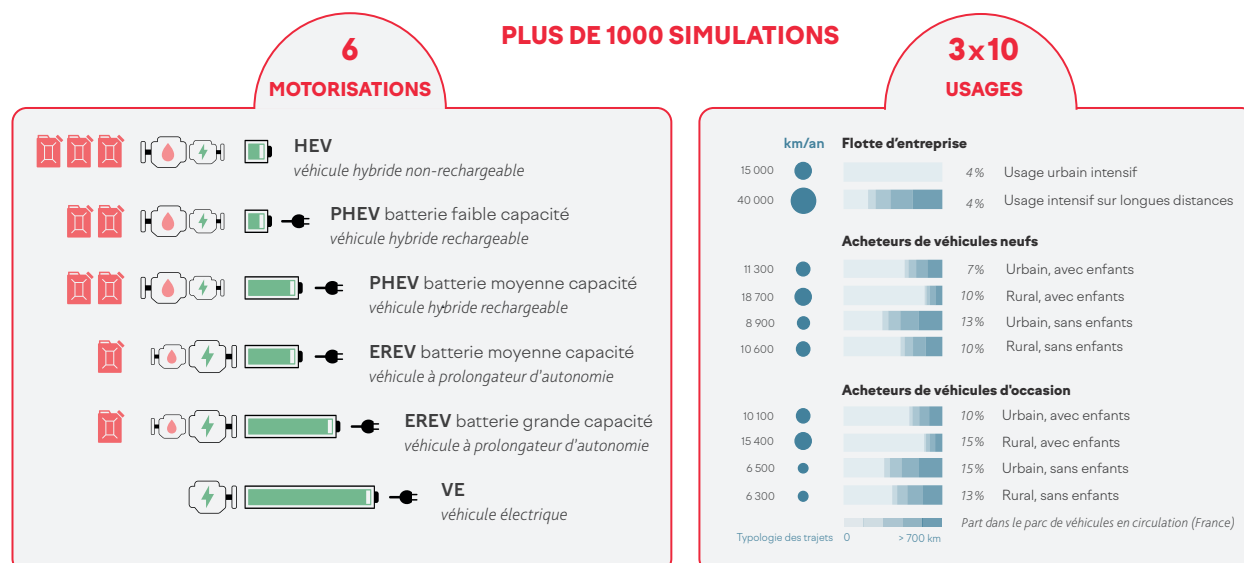 PLUS DE 1000 SIMULATIONS
6
MOTORISATIONS
HEV
véhicule hybride non-rechargeable
PHEV batterie faible capacité
véhicule hybride rechargeable
PHEV batterie moyenne capacité
véhicule hybride rechargeable
EREV batterie moyenne capacité
véhicule à prolongateur d'autonomie
EREV batterie grande capacité
véhicule à prolongateur d'autonomie
VE
véhicule électrique
3x10
USAGES
km/an Flotte d'entreprise
15 000 4% Usage urbain intensif
40 000 4% Usage intensif sur longues distances
Acheteurs de véhicules neufs
11 300 7% Urbain, avec enfants
18 700 10% Rural, avec enfants
8 900 13% Urbain, sans enfants
10 600 10% Rural, sans enfants
Acheteurs de véhicules d'occasion
10 100 10% Urbain, avec enfants
15 400 15% Rural, avec enfants
6 500 15% Urbain, sans enfants
6 300 13% Rural, sans enfants
Part dans le parc de véhicules en circulation (France)
Typologie des trajets 0 > 700 km